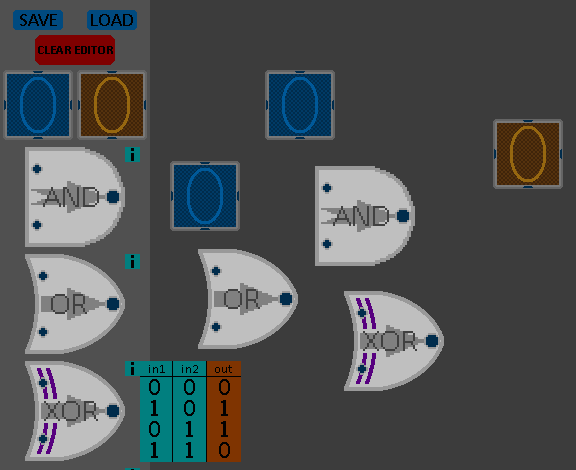 SAVE LOAD
CLEAR EDITOR
0 0 0
0
0
i
AND AND
i
OR OR
XOR XOR
i in1 in2 out
0 0 0
1 0 1
0 1 1
1 1 0